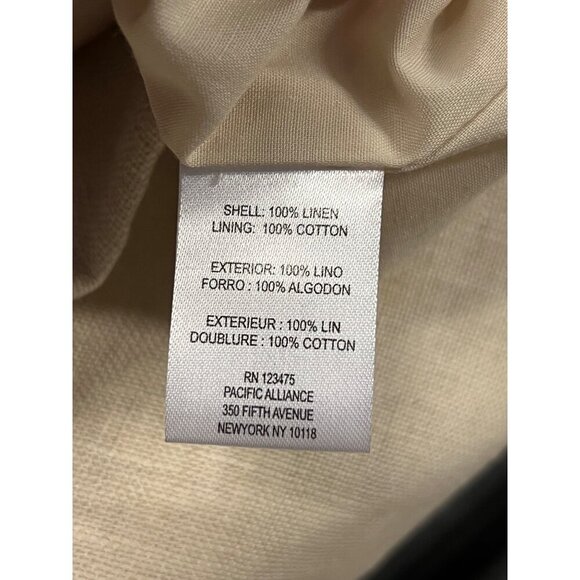 SHELL: 100% LINEN
LINING: 100% COTTON
EXTERIOR: 100% LINO
FORRO : 100% ALGODON
EXTERIEUR : 100% LIN
DOUBLURE : 100% COTTON
RN 123475
PACIFIC ALLIANCE
350 FIFTH AVENUE
NEWYORK NY 10118